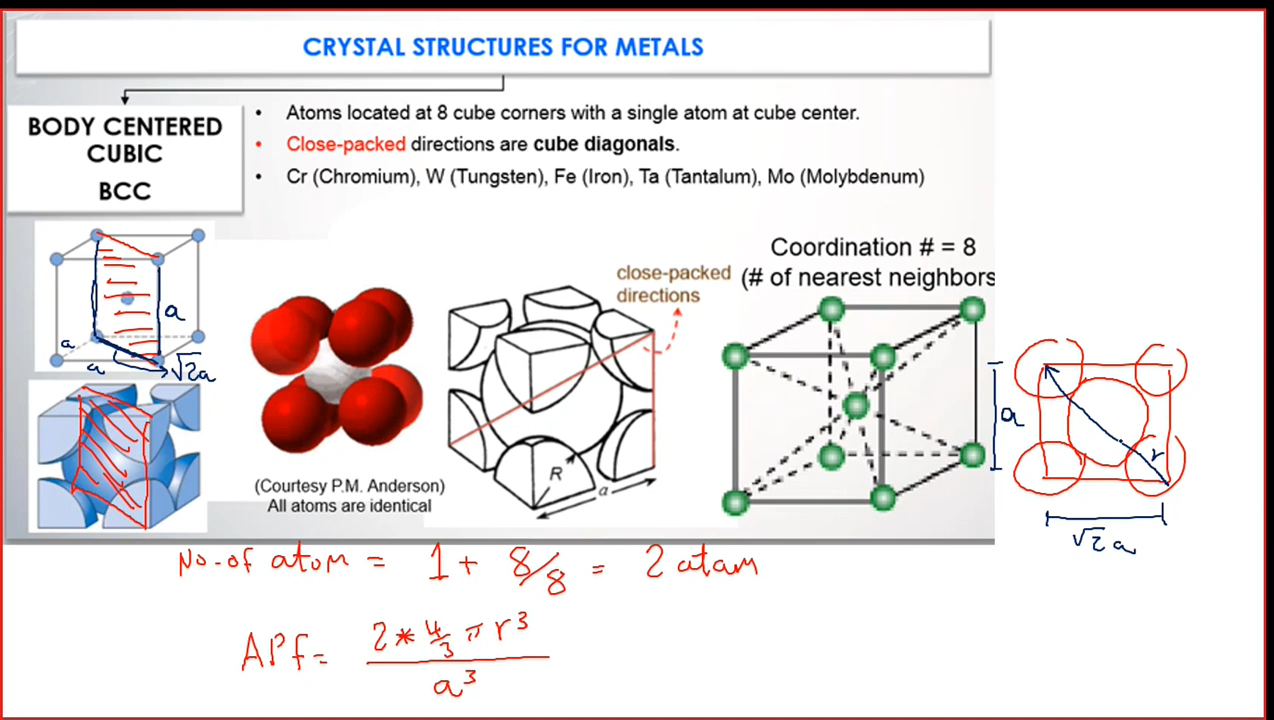 CRYSTAL STRUCTURES FOR METALS
BODY CENTERED
CUBIC
BCC
• Atoms located at 8 cube corners with a single atom at cube center.
• Close-packed directions are cube diagonals.
• Cr (Chromium), W (Tungsten), Fe (Iron), Ta (Tantalum), Mo (Molybdenum)
a
a
a
√2a
(Courtesy P.M. Anderson)
All atoms are identical
close-packed
directions
R
a
Coordination # = 8
(# of nearest neighbors
a
r
√2 a
No. of atom = 1 + 8/8 = 2 atam
APf = 2 * 4/3 π r³
a³